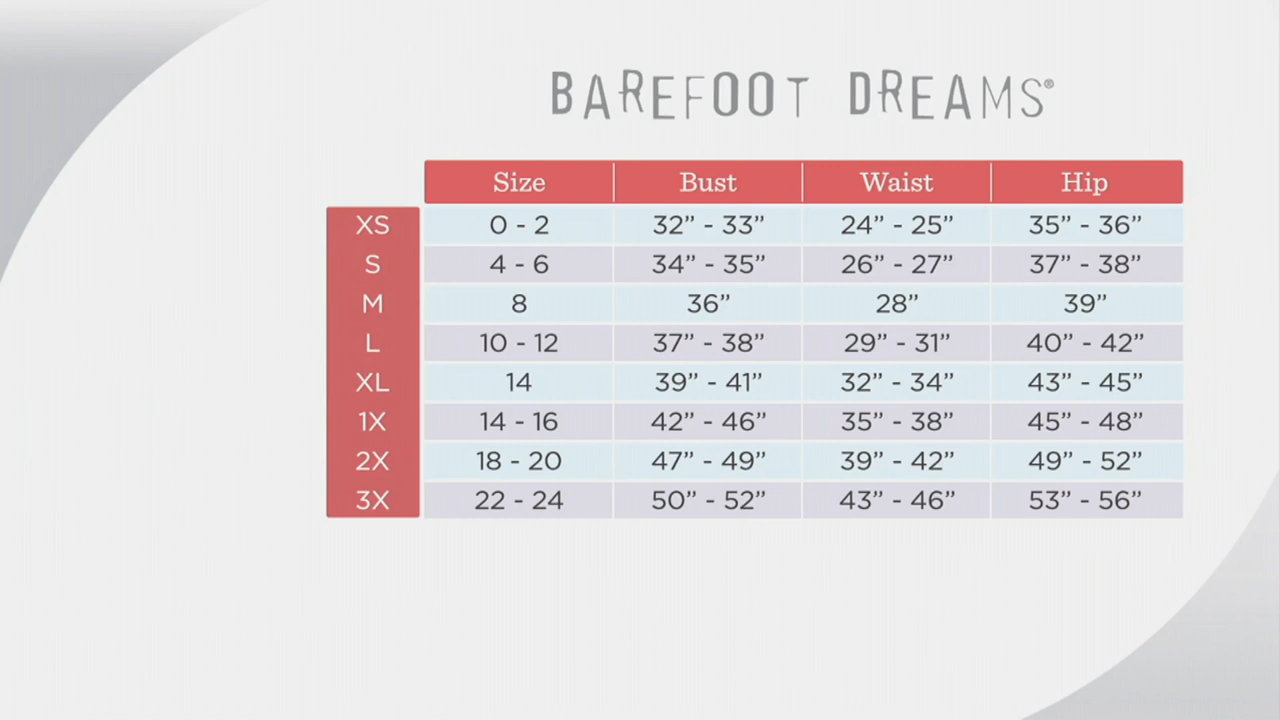 BAREFOOT DREAMS®
Size Bust Waist Hip
XS 0 - 2 32” - 33” 24” - 25” 35” - 36”
S 4 - 6 34” - 35” 26” - 27” 37” - 38”
M 8 36” 28” 39”
L 10 - 12 37” - 38” 29” - 31” 40” - 42”
XL 14 39” - 41” 32” - 34” 43” - 45”
1X 14 - 16 42” - 46” 35” - 38” 45” - 48”
2X 18 - 20 47” - 49” 39” - 42” 49” - 52”
3X 22 - 24 50” - 52” 43” - 46” 53” - 56”